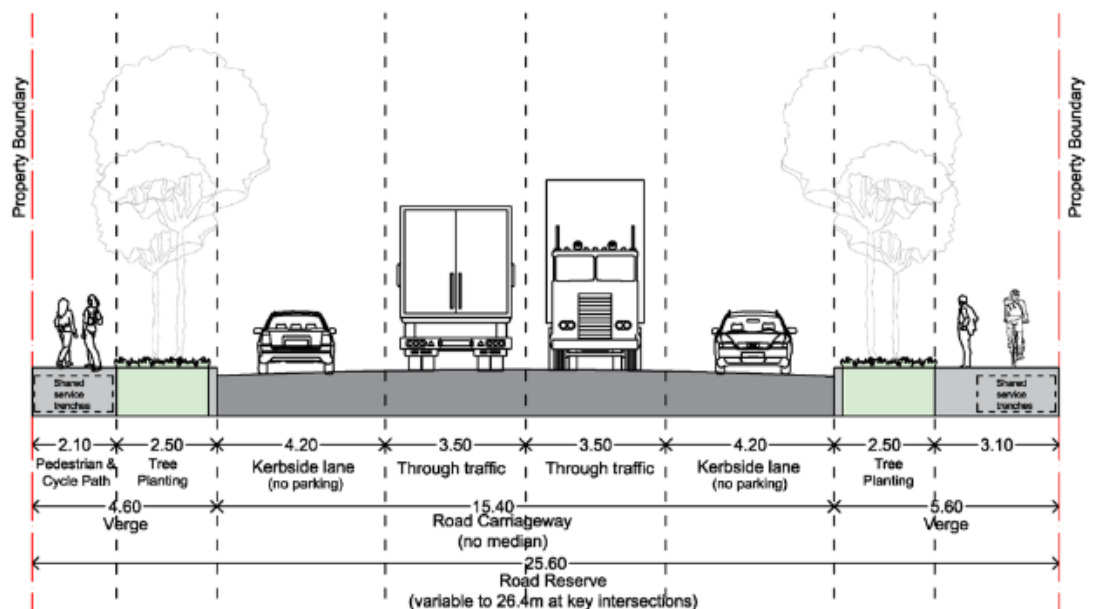 Property Boundary
Property Boundary
Shared
service
trenches
Shared
service
trenches
2.10
2.50
4.20
3.50
3.50
4.20
2.50
3.10
Pedestrian &
Cycle Path
Tree
Planting
Kerbside lane
(no parking)
Through traffic
Through traffic
Kerbside lane
(no parking)
Tree
Planting
4.60
Verge
15.40
Road Carriageway
(no median)
5.60
Verge
25.60
Road Reserve
(variable to 26.4m at key intersections)